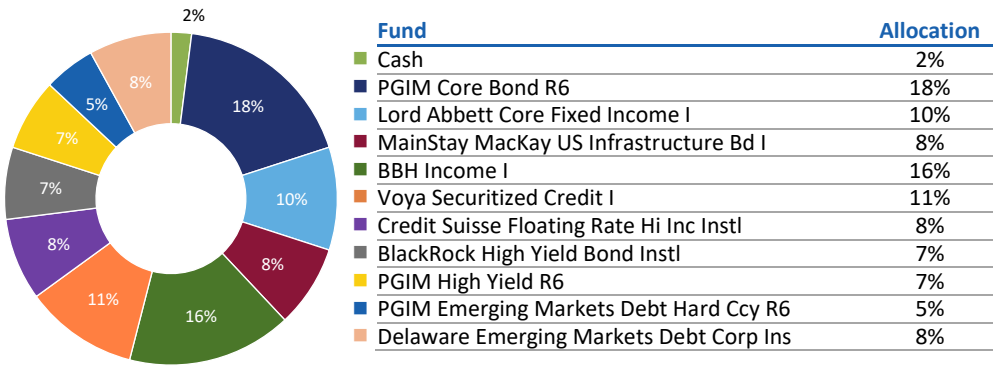 2%
18%
10%
8%
16%
11%
8%
7%
7%
5%
8%
Fund Allocation
Cash 2%
PGIM Core Bond R6 18%
Lord Abbett Core Fixed Income I 10%
MainStay MacKay US Infrastructure Bd I 8%
BBH Income I 16%
Voya Securitized Credit I 11%
Credit Suisse Floating Rate Hi Inc Instl 8%
BlackRock High Yield Bond Instl 7%
PGIM High Yield R6 7%
PGIM Emerging Markets Debt Hard Ccy R6 5%
Delaware Emerging Markets Debt Corp Ins 8%